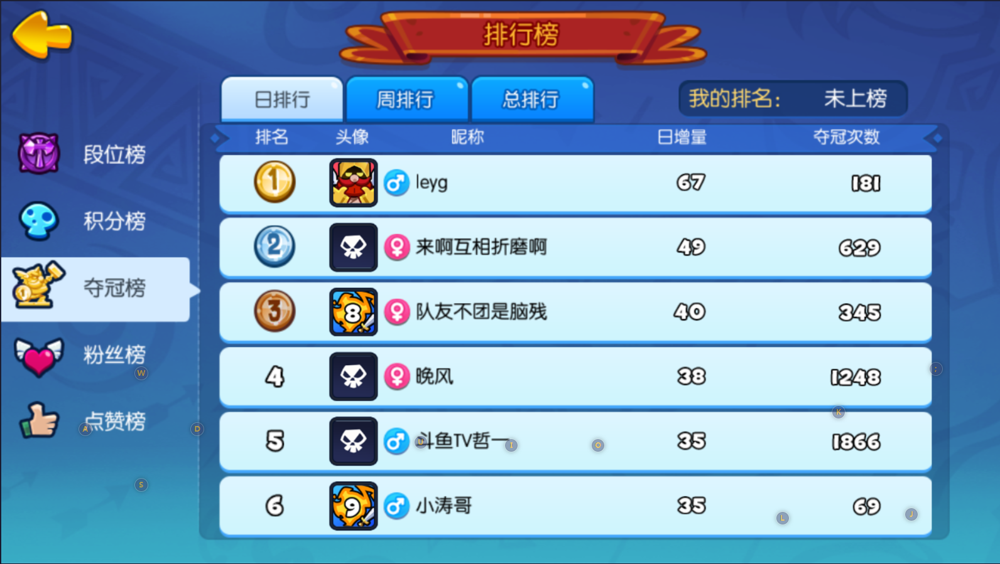 排行榜
日排行 周排行 总排行 我的排名: 未上榜
排名 头像 昵称 日增量 夺冠次数
段位榜
积分榜
夺冠榜
粉丝榜
点赞榜
1 leyg 67 181
2 来啊互相折磨啊 49 629
3 8 队友不团是脑残 40 345
4 晚风 38 1248
5 斗鱼TV哲一 35 1866
6 9 小涛哥 35 69
W
;
K
A
D
U
I
O
S
L
J